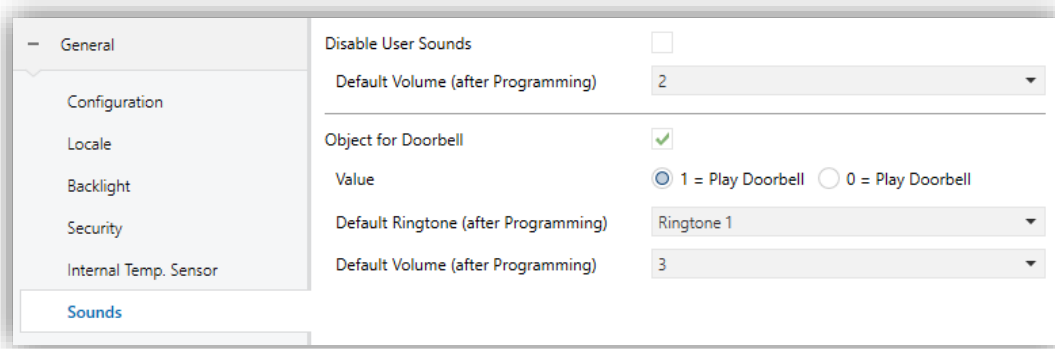 General
Configuration
Locale
Backlight
Security
Internal Temp. Sensor
Sounds
Disable User Sounds
Default Volume (after Programming) 2
Object for Doorbell
Value 1 = Play Doorbell 0 = Play Doorbell
Default Ringtone (after Programming) Ringtone 1
Default Volume (after Programming) 3